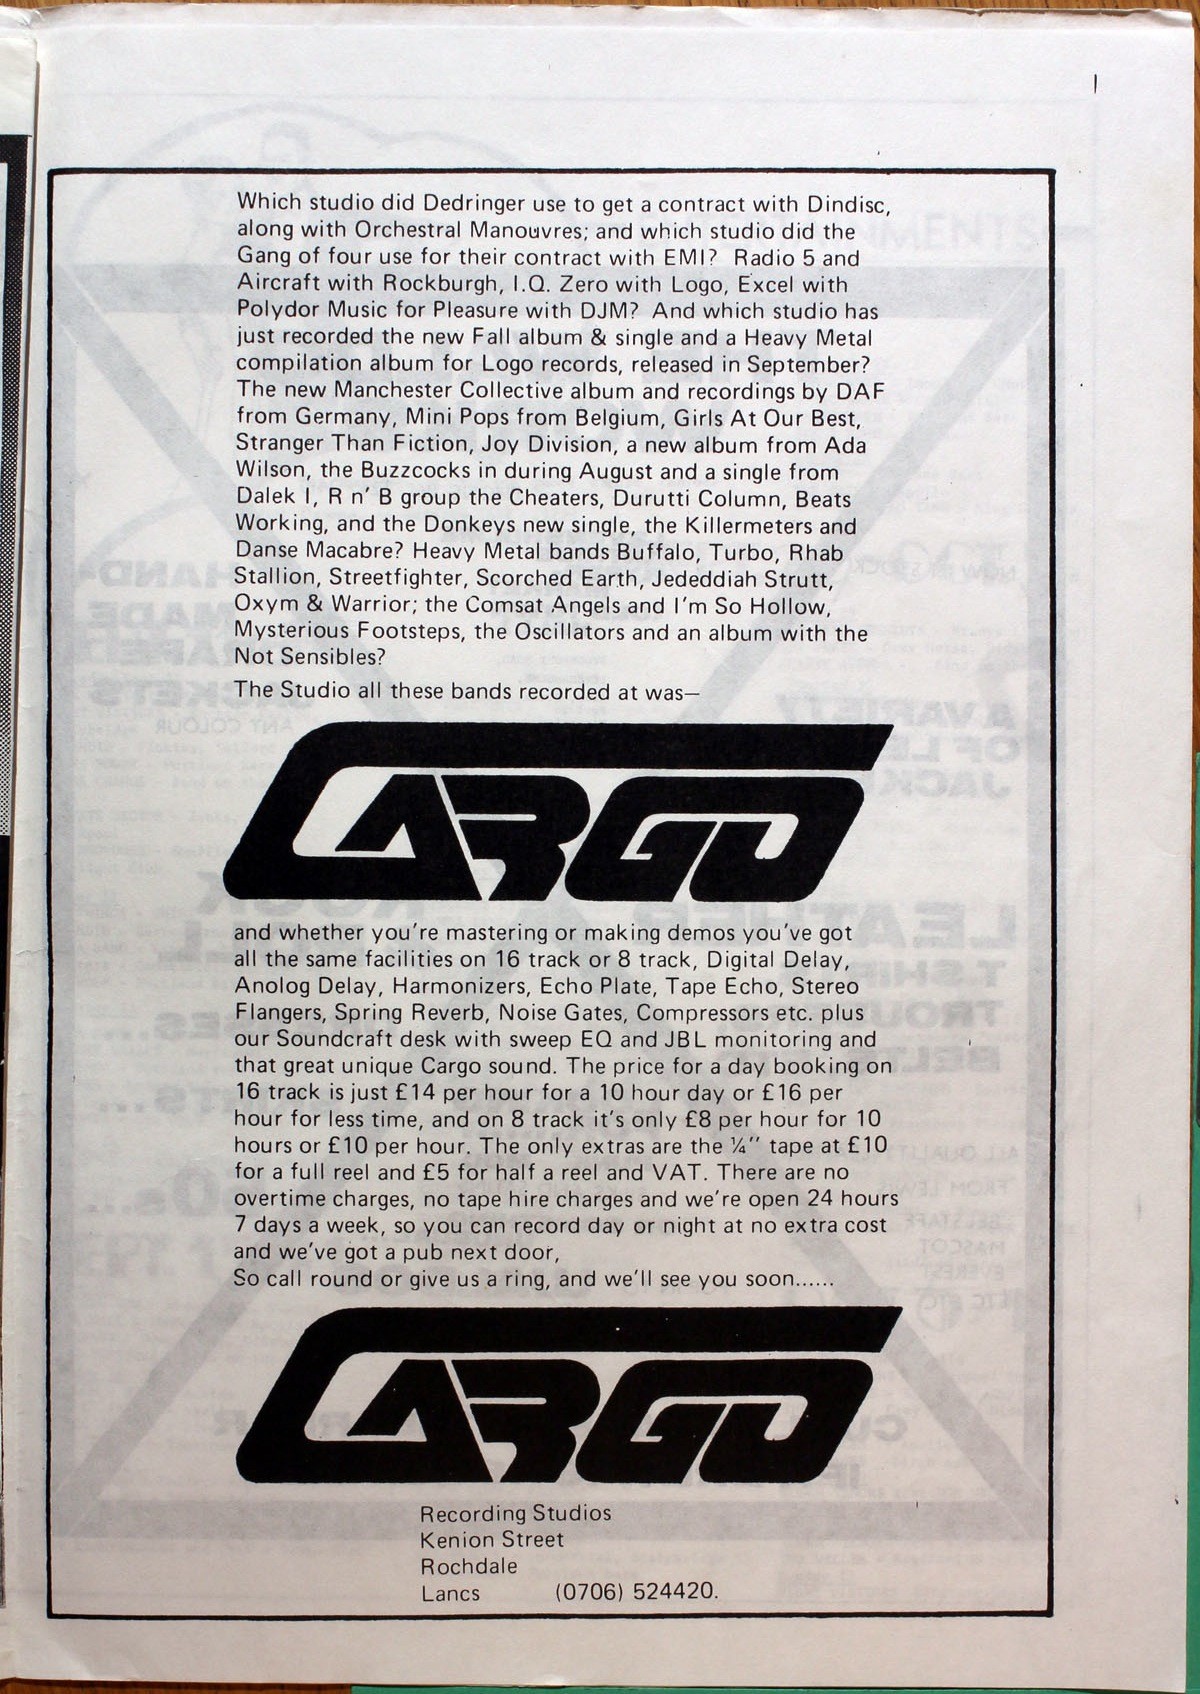 Which studio did Dedringer use to get a contract with Dindisc,
along with Orchestral Manouvres; and which studio did the
Gang of four use for their contract with EMI? Radio 5 and
Aircraft with Rockburgh, I.Q. Zero with Logo, Excel with
Polydor Music for Pleasure with DJM? And which studio has
just recorded the new Fall album & single and a Heavy Metal
compilation album for Logo records, released in September?
The new Manchester Collective album and recordings by DAF
from Germany, Mini Pops from Belgium, Girls At Our Best,
Stranger Than Fiction, Joy Division, a new album from Ada
Wilson, the Buzzcocks in during August and a single from
Dalek I, R n' B group the Cheaters, Durutti Column, Beats
Working, and the Donkeys new single, the Killermeters and
Danse Macabre? Heavy Metal bands Buffalo, Turbo, Rhab
Stallion, Streetfighter, Scorched Earth, Jededdiah Strutt,
Oxym & Warrior; the Comsat Angels and I'm So Hollow,
Mysterious Footsteps, the Oscillators and an album with the
Not Sensibles?
The Studio all these bands recorded at was—
CARGO
and whether you're mastering or making demos you've got
all the same facilities on 16 track or 8 track, Digital Delay,
Anolog Delay, Harmonizers, Echo Plate, Tape Echo, Stereo
Flangers, Spring Reverb, Noise Gates, Compressors etc. plus
our Soundcraft desk with sweep EQ and JBL monitoring and
that great unique Cargo sound. The price for a day booking on
16 track is just £14 per hour for a 10 hour day or £16 per
hour for less time, and on 8 track it's only £8 per hour for 10
hours or £10 per hour. The only extras are the ¼" tape at £10
for a full reel and £5 for half a reel and VAT. There are no
overtime charges, no tape hire charges and we're open 24 hours
7 days a week, so you can record day or night at no extra cost
and we've got a pub next door,
So call round or give us a ring, and we'll see you soon......
CARGO
Recording Studios
Kenion Street
Rochdale
Lancs (0706) 524420.